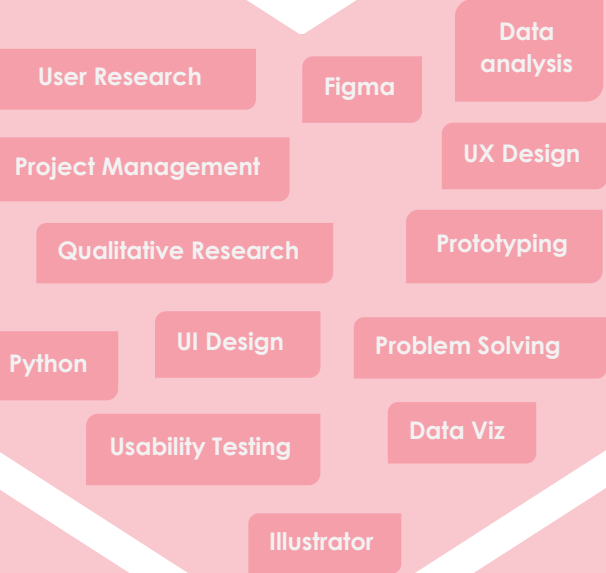 Data
analysis
User Research
Figma
Project Management
UX Design
Qualitative Research
Prototyping
UI Design
Problem Solving
Python
Usability Testing
Data Viz
Illustrator